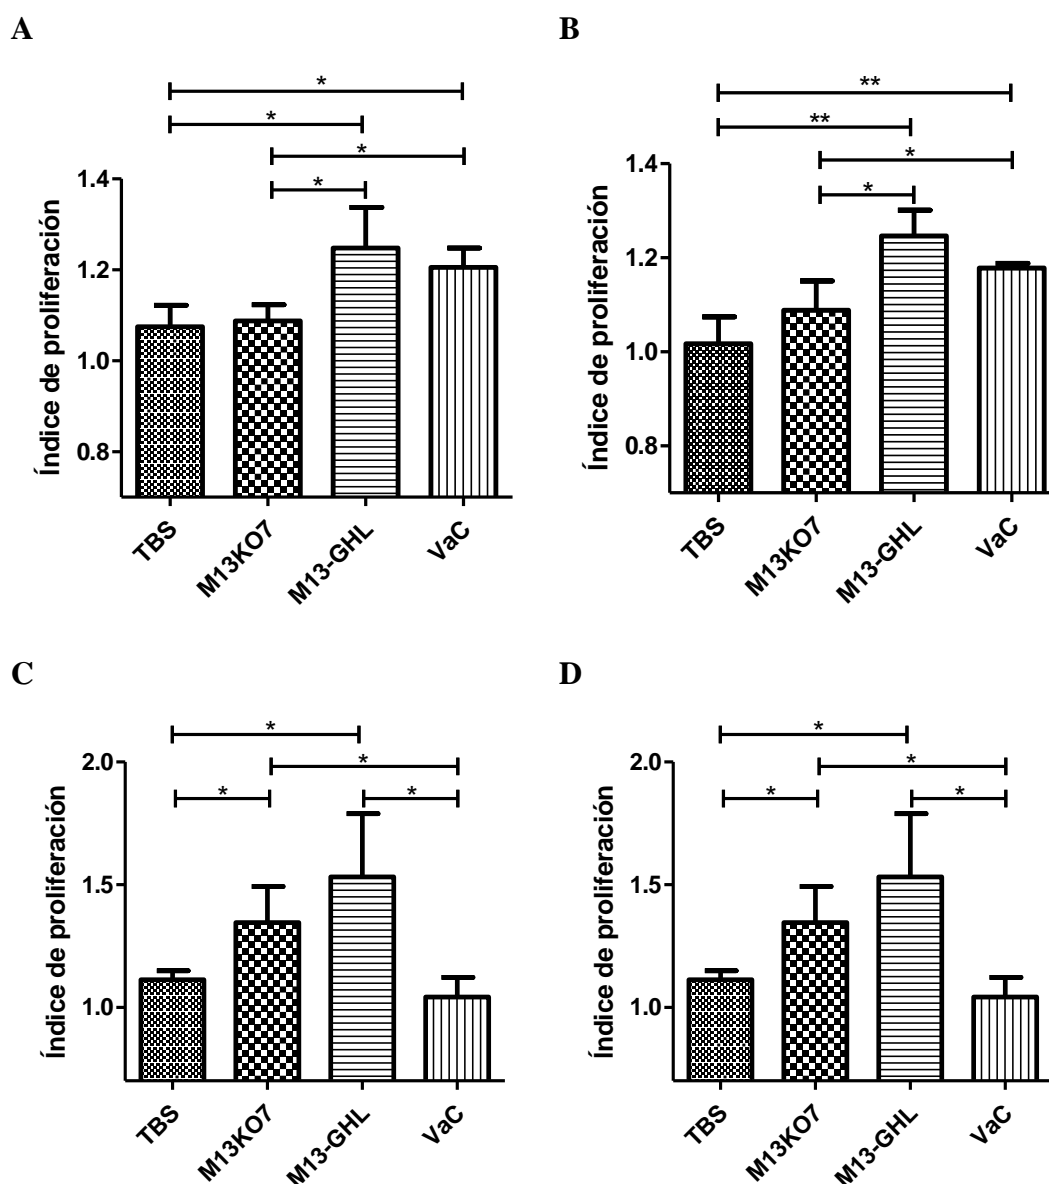 A
*
*
*
*
Índice de proliferación
1.4
1.2
1.0
0.8
TBS
M13KO7
M13-GHL
VaC
B
**
**
*
*
Índice de proliferación
1.4
1.2
1.0
0.8
TBS
M13KO7
M13-GHL
VaC
C
*
*
*
*
Índice de proliferación
2.0
1.5
1.0
TBS
M13KO7
M13-GHL
VaC
D
*
*
*
*
Índice de proliferación
2.0
1.5
1.0
TBS
M13KO7
M13-GHL
VaC